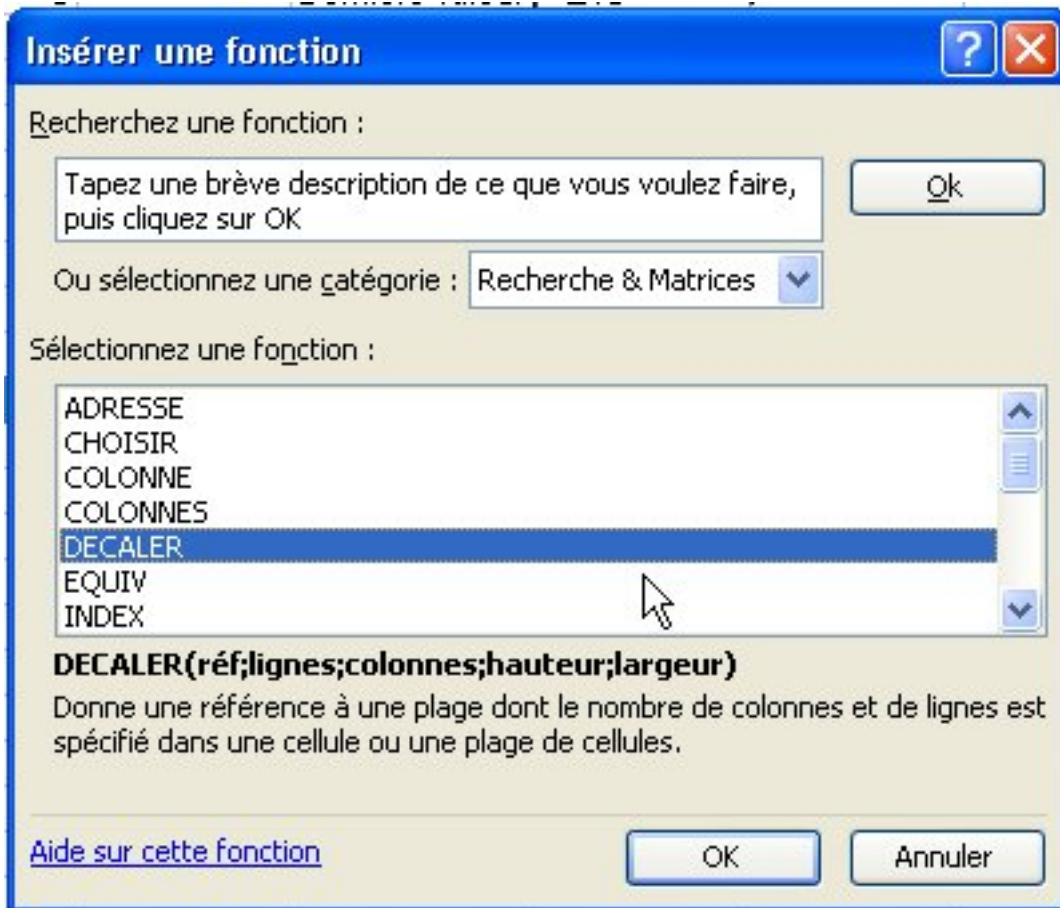 Insérer une fonction
Recherchez une fonction :
Tapez une brève description de ce que vous voulez faire,
puis cliquez sur OK
Ok
Ou sélectionnez une catégorie : Recherche & Matrices
Sélectionnez une fonction :
ADRESSE
CHOISIR
COLONNE
COLONNES
DECALER
EQUIV
INDEX
DECALER(réf;lignes;colonnes;hauteur;largeur)
Donne une référence à une plage dont le nombre de colonnes et de lignes est
spécifié dans une cellule ou une plage de cellules.
Aide sur cette fonction
OK
Annuler